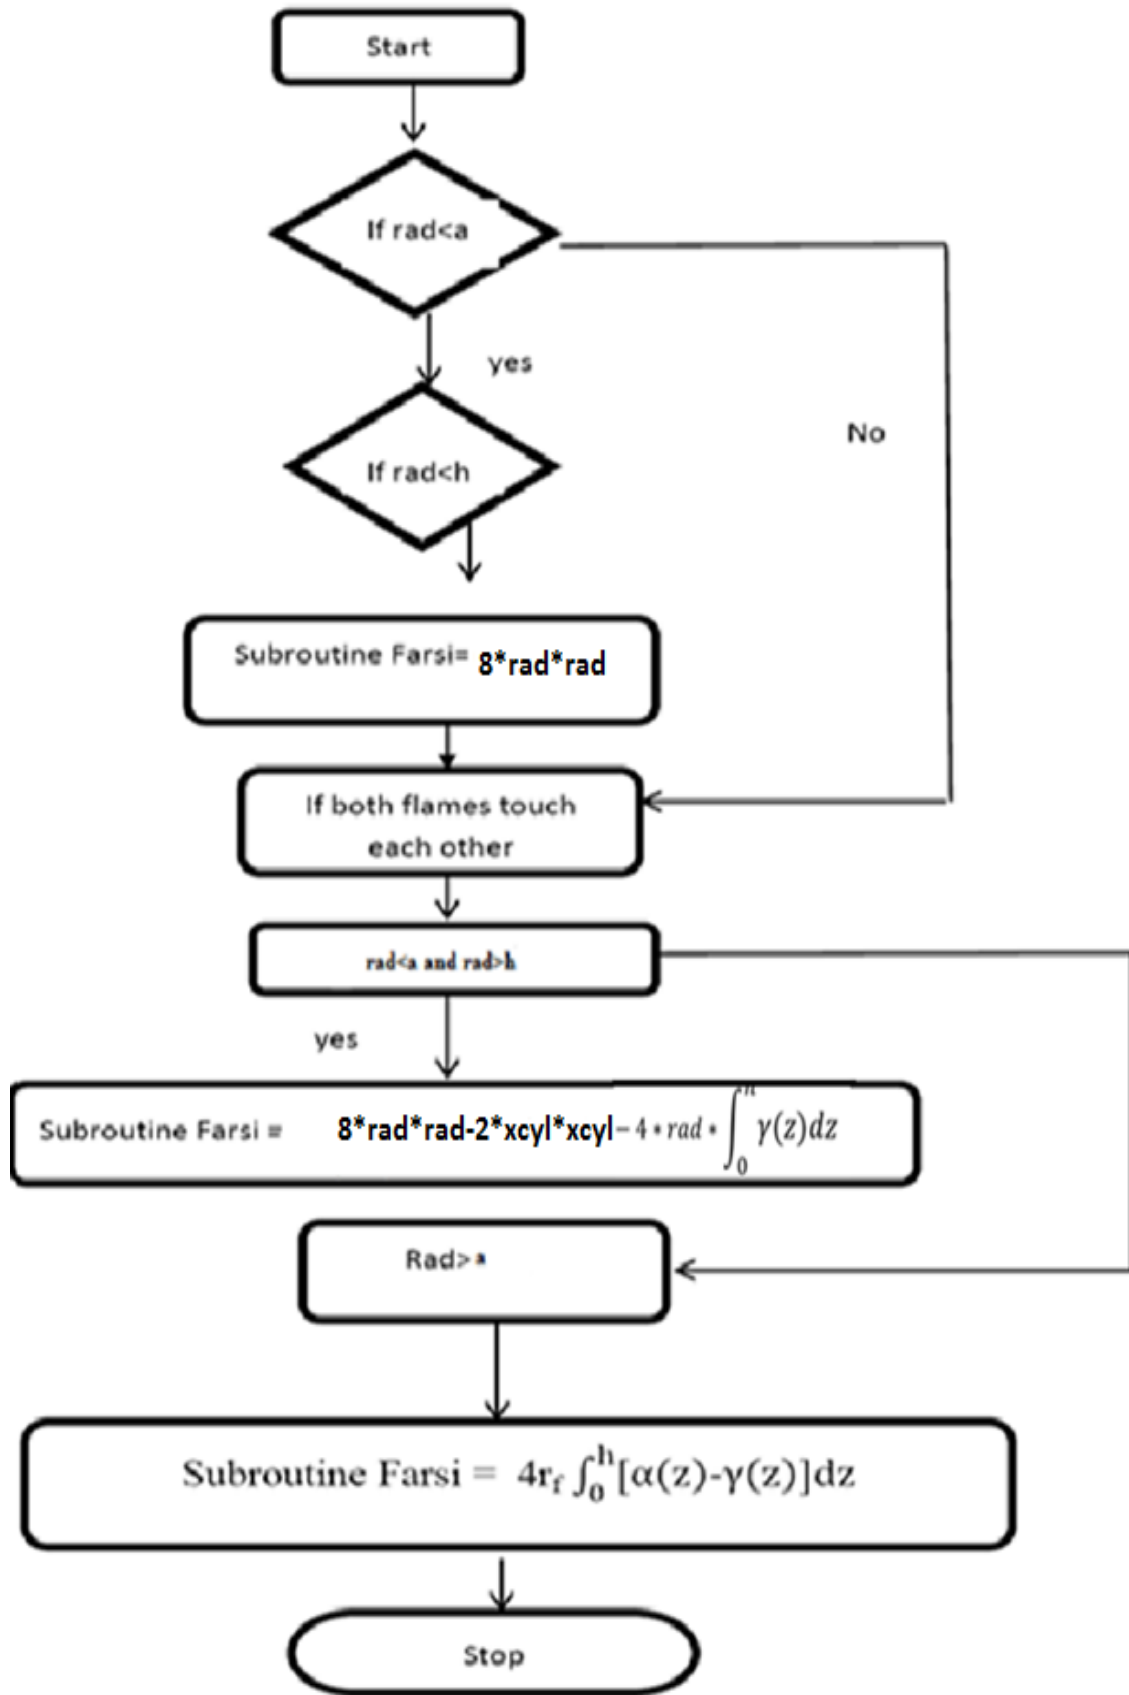 Start
If rad<a
yes
No
If rad<h
Subroutine Farsi= 8*rad*rad
If both flames touch
each other
rad<a and rad>h
yes
Subroutine Farsi = 8*rad*rad-2*xcyl*xcyl−4*rad*∫₀ʰγ(z)dz
Rad>a
Subroutine Farsi = 4r_f ∫₀ʰ[α(z)-γ(z)]dz
Stop